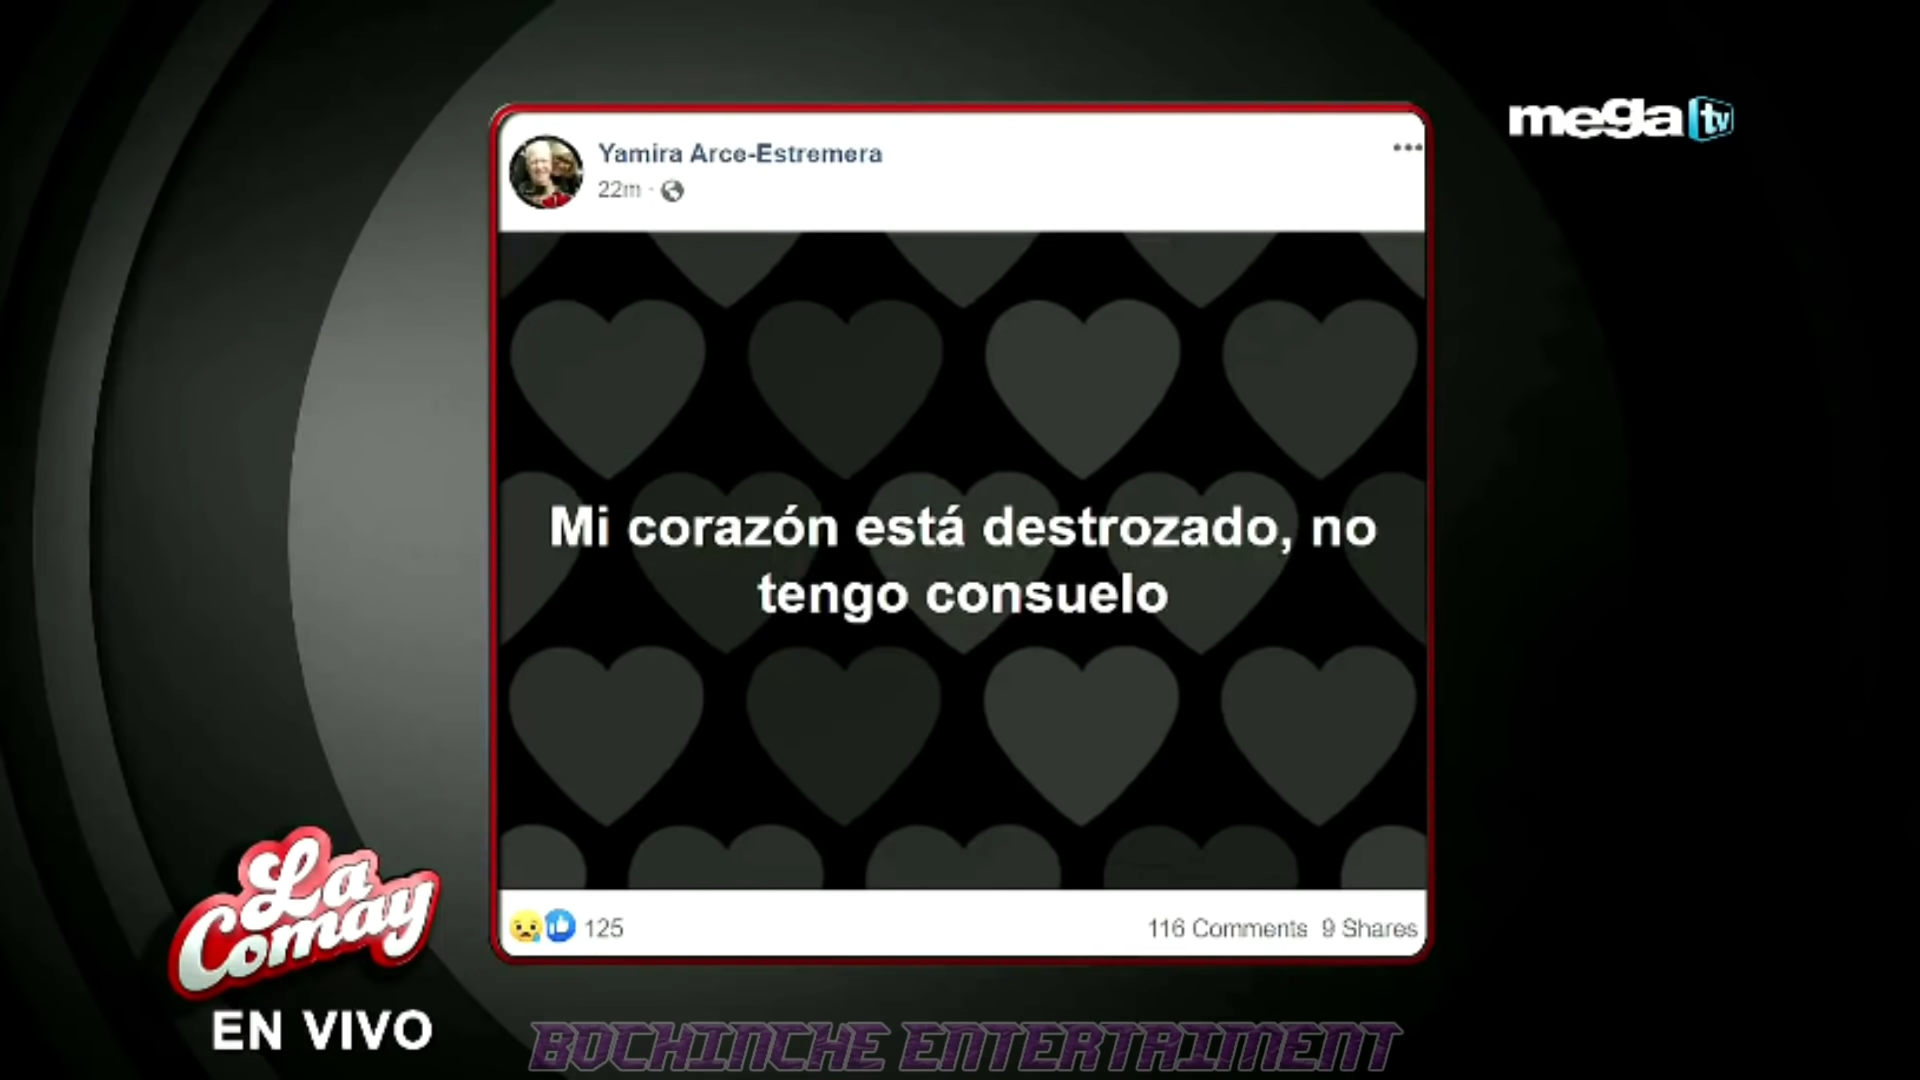 mega tv
Yamira Arce-Estremera
22m ·
Mi corazón está destrozado, no
tengo consuelo
125
116 Comments 9 Shares
La
Comay
EN VIVO
BOCHINCHE ENTERTRIMENT